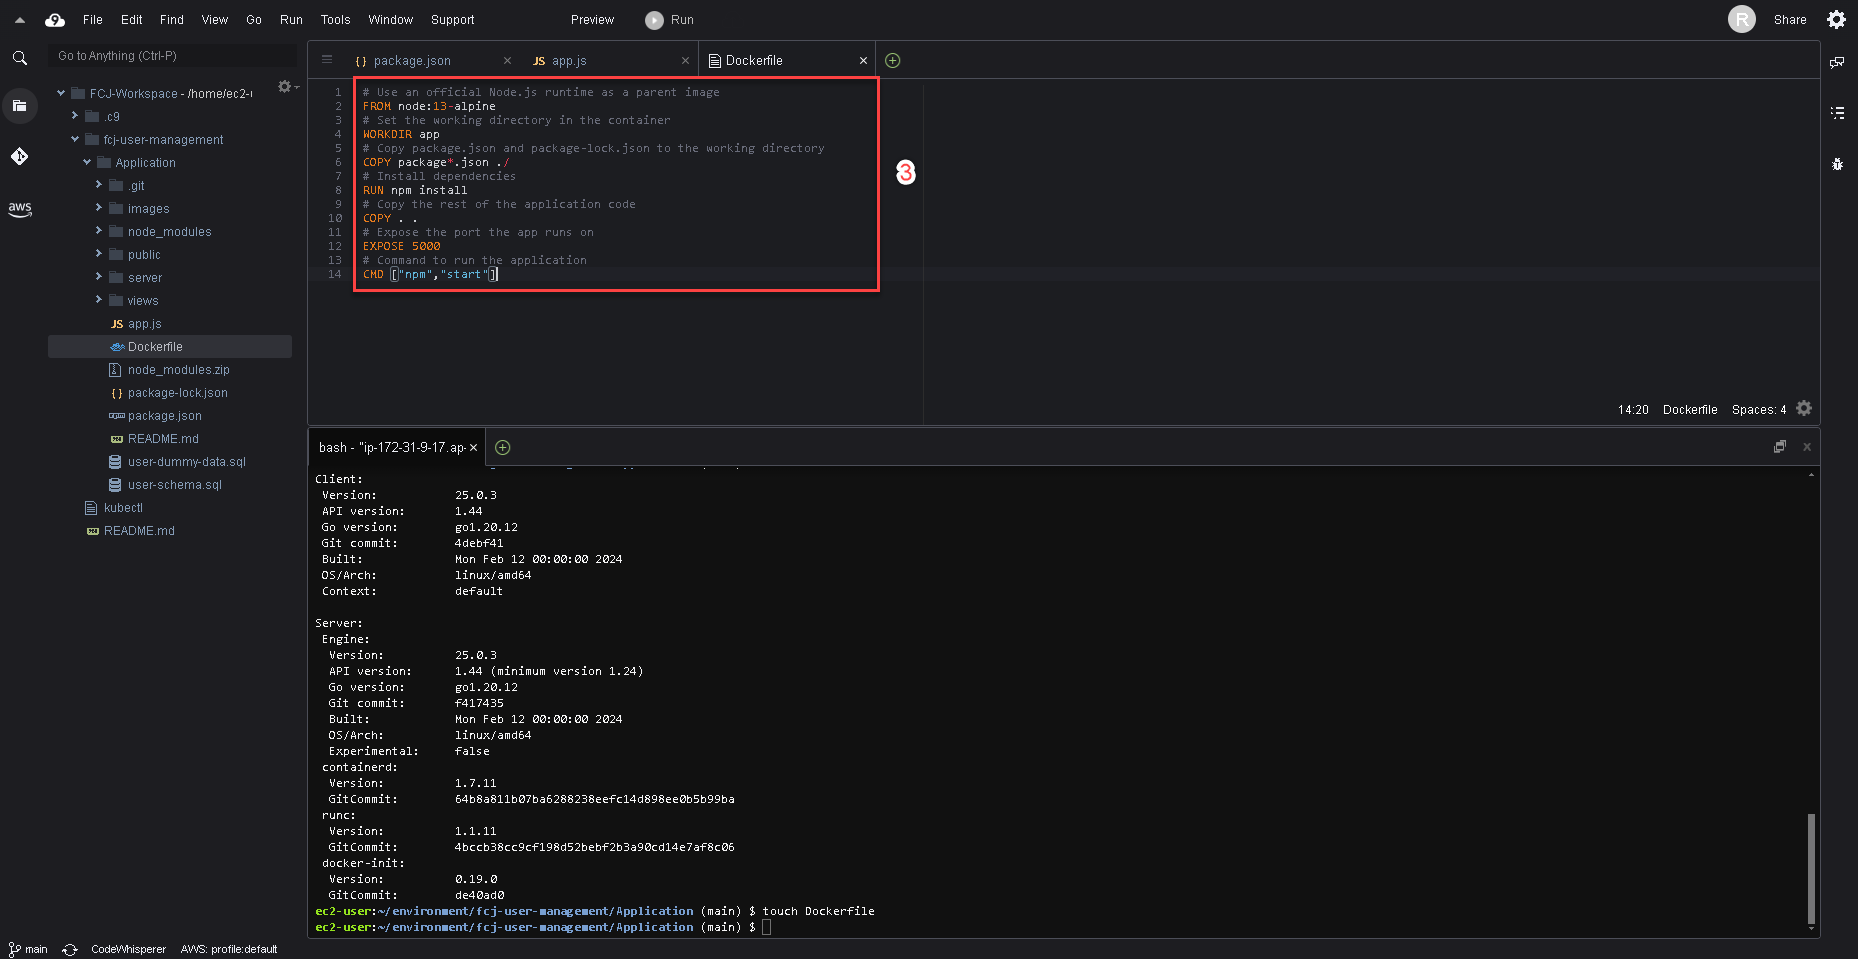 File Edit Find View Go Run Tools Window Support Preview Run R Share
Go to Anything (Ctrl-P)
FCJ-Workspace - /home/ec2-u
.c9
fcj-user-management
Application
.git
images
node_modules
public
server
views
JS app.js
Dockerfile
node_modules.zip
{ } package-lock.json
package.json
README.md
user-dummy-data.sql
user-schema.sql
kubectl
README.md
aws
{ } package.json
JS app.js
Dockerfile
1 # Use an official Node.js runtime as a parent image
2 FROM node:13-alpine
3 # Set the working directory in the container
4 WORKDIR app
5 # Copy package.json and package-lock.json to the working directory
6 COPY package*.json ./
7 # Install dependencies
8 RUN npm install
9 # Copy the rest of the application code
10 COPY . .
11 # Expose the port the app runs on
12 EXPOSE 5000
13 # Command to run the application
14 CMD ["npm","start"]
3
14:20 Dockerfile Spaces: 4
bash - "ip-172-31-9-17.ap-
Client:
Version: 25.0.3
API version: 1.44
Go version: go1.20.12
Git commit: 4debf41
Built: Mon Feb 12 00:00:00 2024
OS/Arch: linux/amd64
Context: default
Server:
Engine:
Version: 25.0.3
API version: 1.44 (minimum version 1.24)
Go version: go1.20.12
Git commit: f417435
Built: Mon Feb 12 00:00:00 2024
OS/Arch: linux/amd64
Experimental: false
containerd:
Version: 1.7.11
GitCommit: 64b8a811b07ba6288238eefc14d898ee0b5b99ba
runc:
Version: 1.1.11
GitCommit: 4bccb38cc9cf198d52bebf2b3a90cd14e7af8c06
docker-init:
Version: 0.19.0
GitCommit: de40ad0
ec2-user:~/environment/fcj-user-management/Application (main) $ touch Dockerfile
ec2-user:~/environment/fcj-user-management/Application (main) $
main CodeWhisperer AWS: profile:default